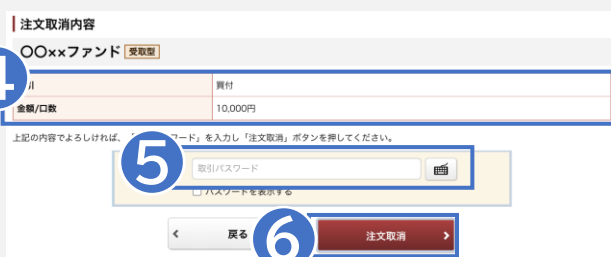 注文取消内容
〇〇××ファンド 受取型
4
買付
金額/口数 10,000円
上記の内容でよろしければ、 ワード」を入力し「注文取消」ボタンを押してください。
5
取引パスワード
パスワードを表示する
戻る
6
注文取消